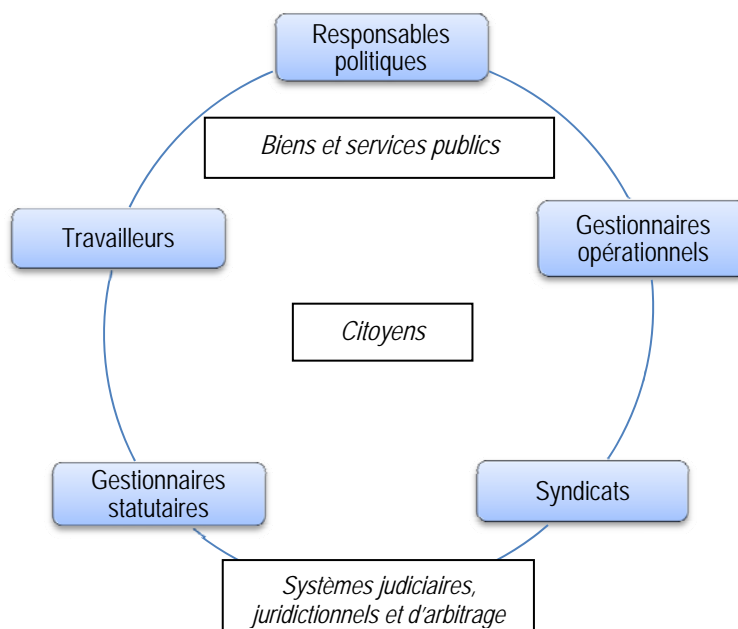 Responsables
politiques
Biens et services publics
Travailleurs
Gestionnaires
opérationnels
Citoyens
Gestionnaires
statutaires
Syndicats
Systèmes judiciaires,
juridictionnels et d'arbitrage